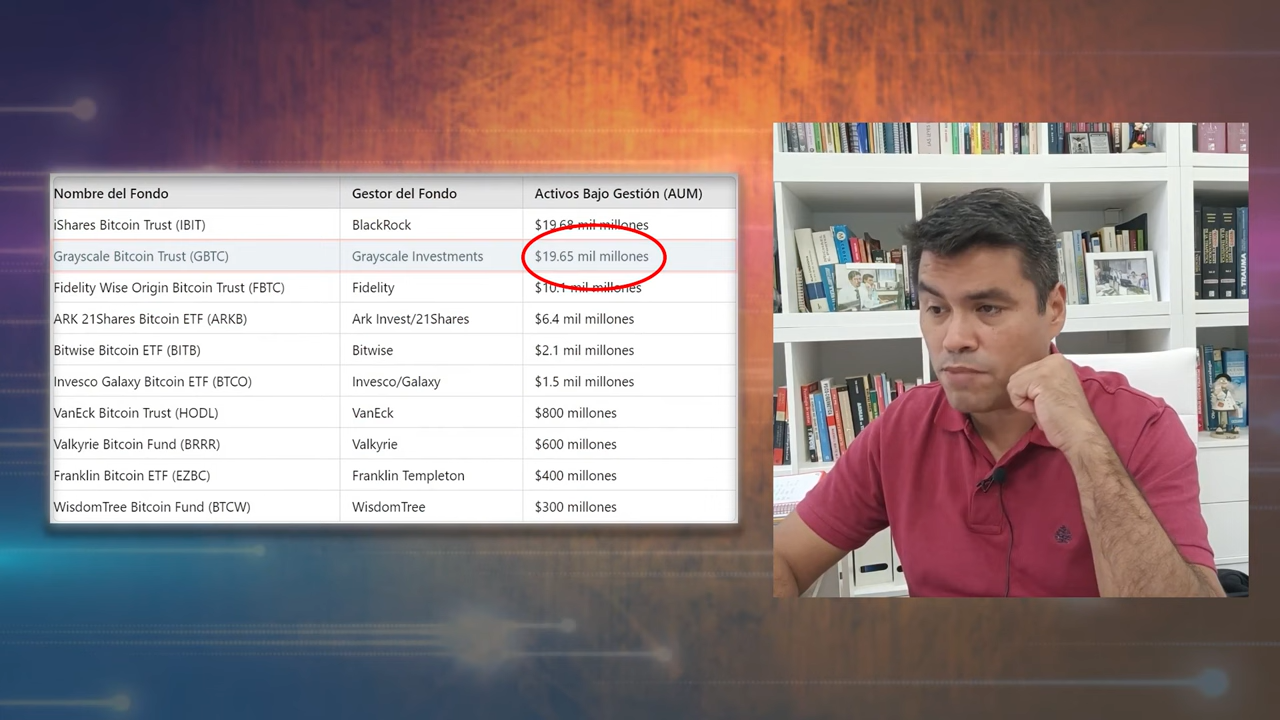 Nombre del Fondo Gestor del Fondo Activos Bajo Gestión (AUM)
iShares Bitcoin Trust (IBIT) BlackRock $19.68 mil millones
Grayscale Bitcoin Trust (GBTC) Grayscale Investments $19.65 mil millones
Fidelity Wise Origin Bitcoin Trust (FBTC) Fidelity $10.1 mil millones
ARK 21Shares Bitcoin ETF (ARKB) Ark Invest/21Shares $6.4 mil millones
Bitwise Bitcoin ETF (BITB) Bitwise $2.1 mil millones
Invesco Galaxy Bitcoin ETF (BTCO) Invesco/Galaxy $1.5 mil millones
VanEck Bitcoin Trust (HODL) VanEck $800 millones
Valkyrie Bitcoin Fund (BRRR) Valkyrie $600 millones
Franklin Bitcoin ETF (EZBC) Franklin Templeton $400 millones
WisdomTree Bitcoin Fund (BTCW) WisdomTree $300 millones
TRAUMA